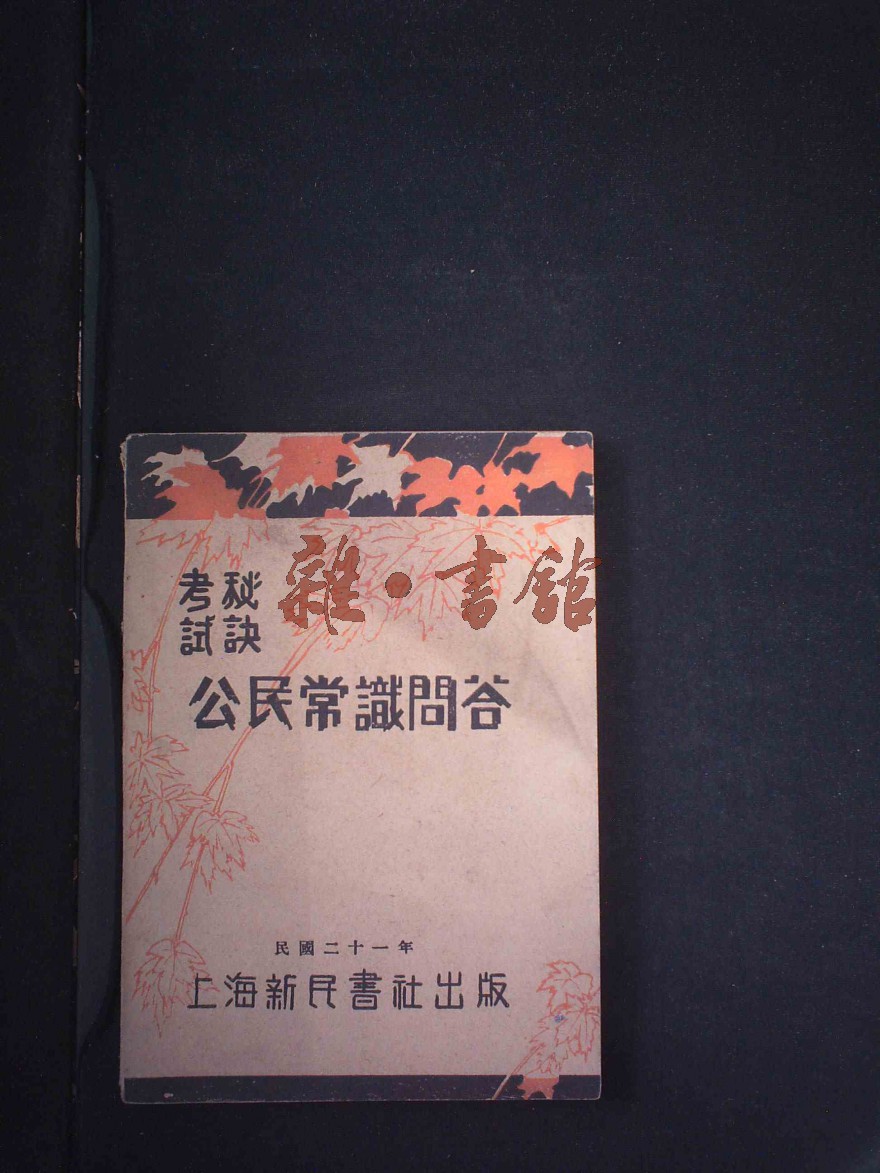 考試秘訣
雜·書館
公民常識問答
民國二十一年
上海新民書社出版